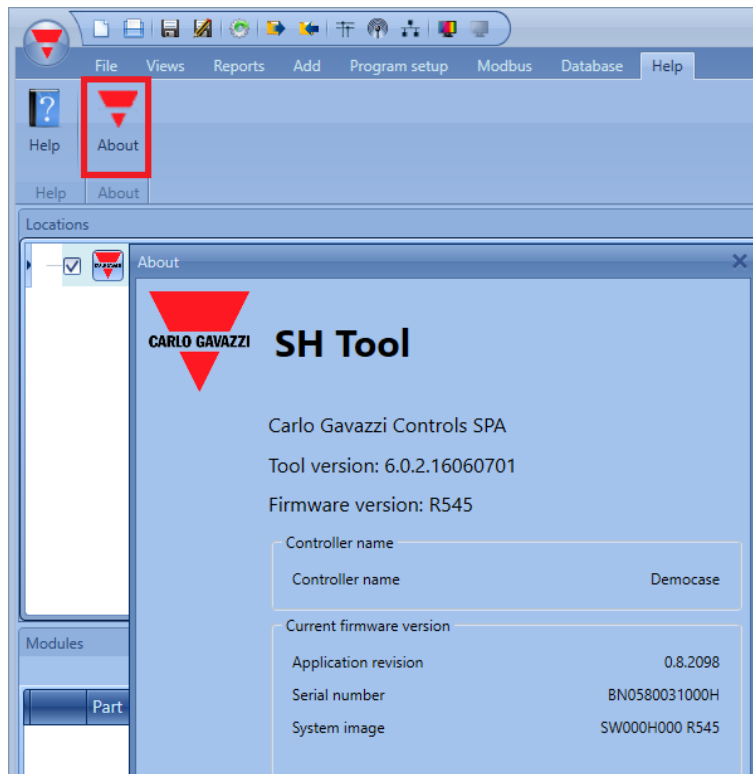 File Views Reports Add Program setup Modbus Database Help
Help About
Help About
Locations
About
CARLO GAVAZZI
SH Tool
Carlo Gavazzi Controls SPA
Tool version: 6.0.2.16060701
Firmware version: R545
Controller name
Controller name Democase
Current firmware version
Application revision 0.8.2098
Serial number BN0580031000H
System image SW000H000 R545
Modules
Part